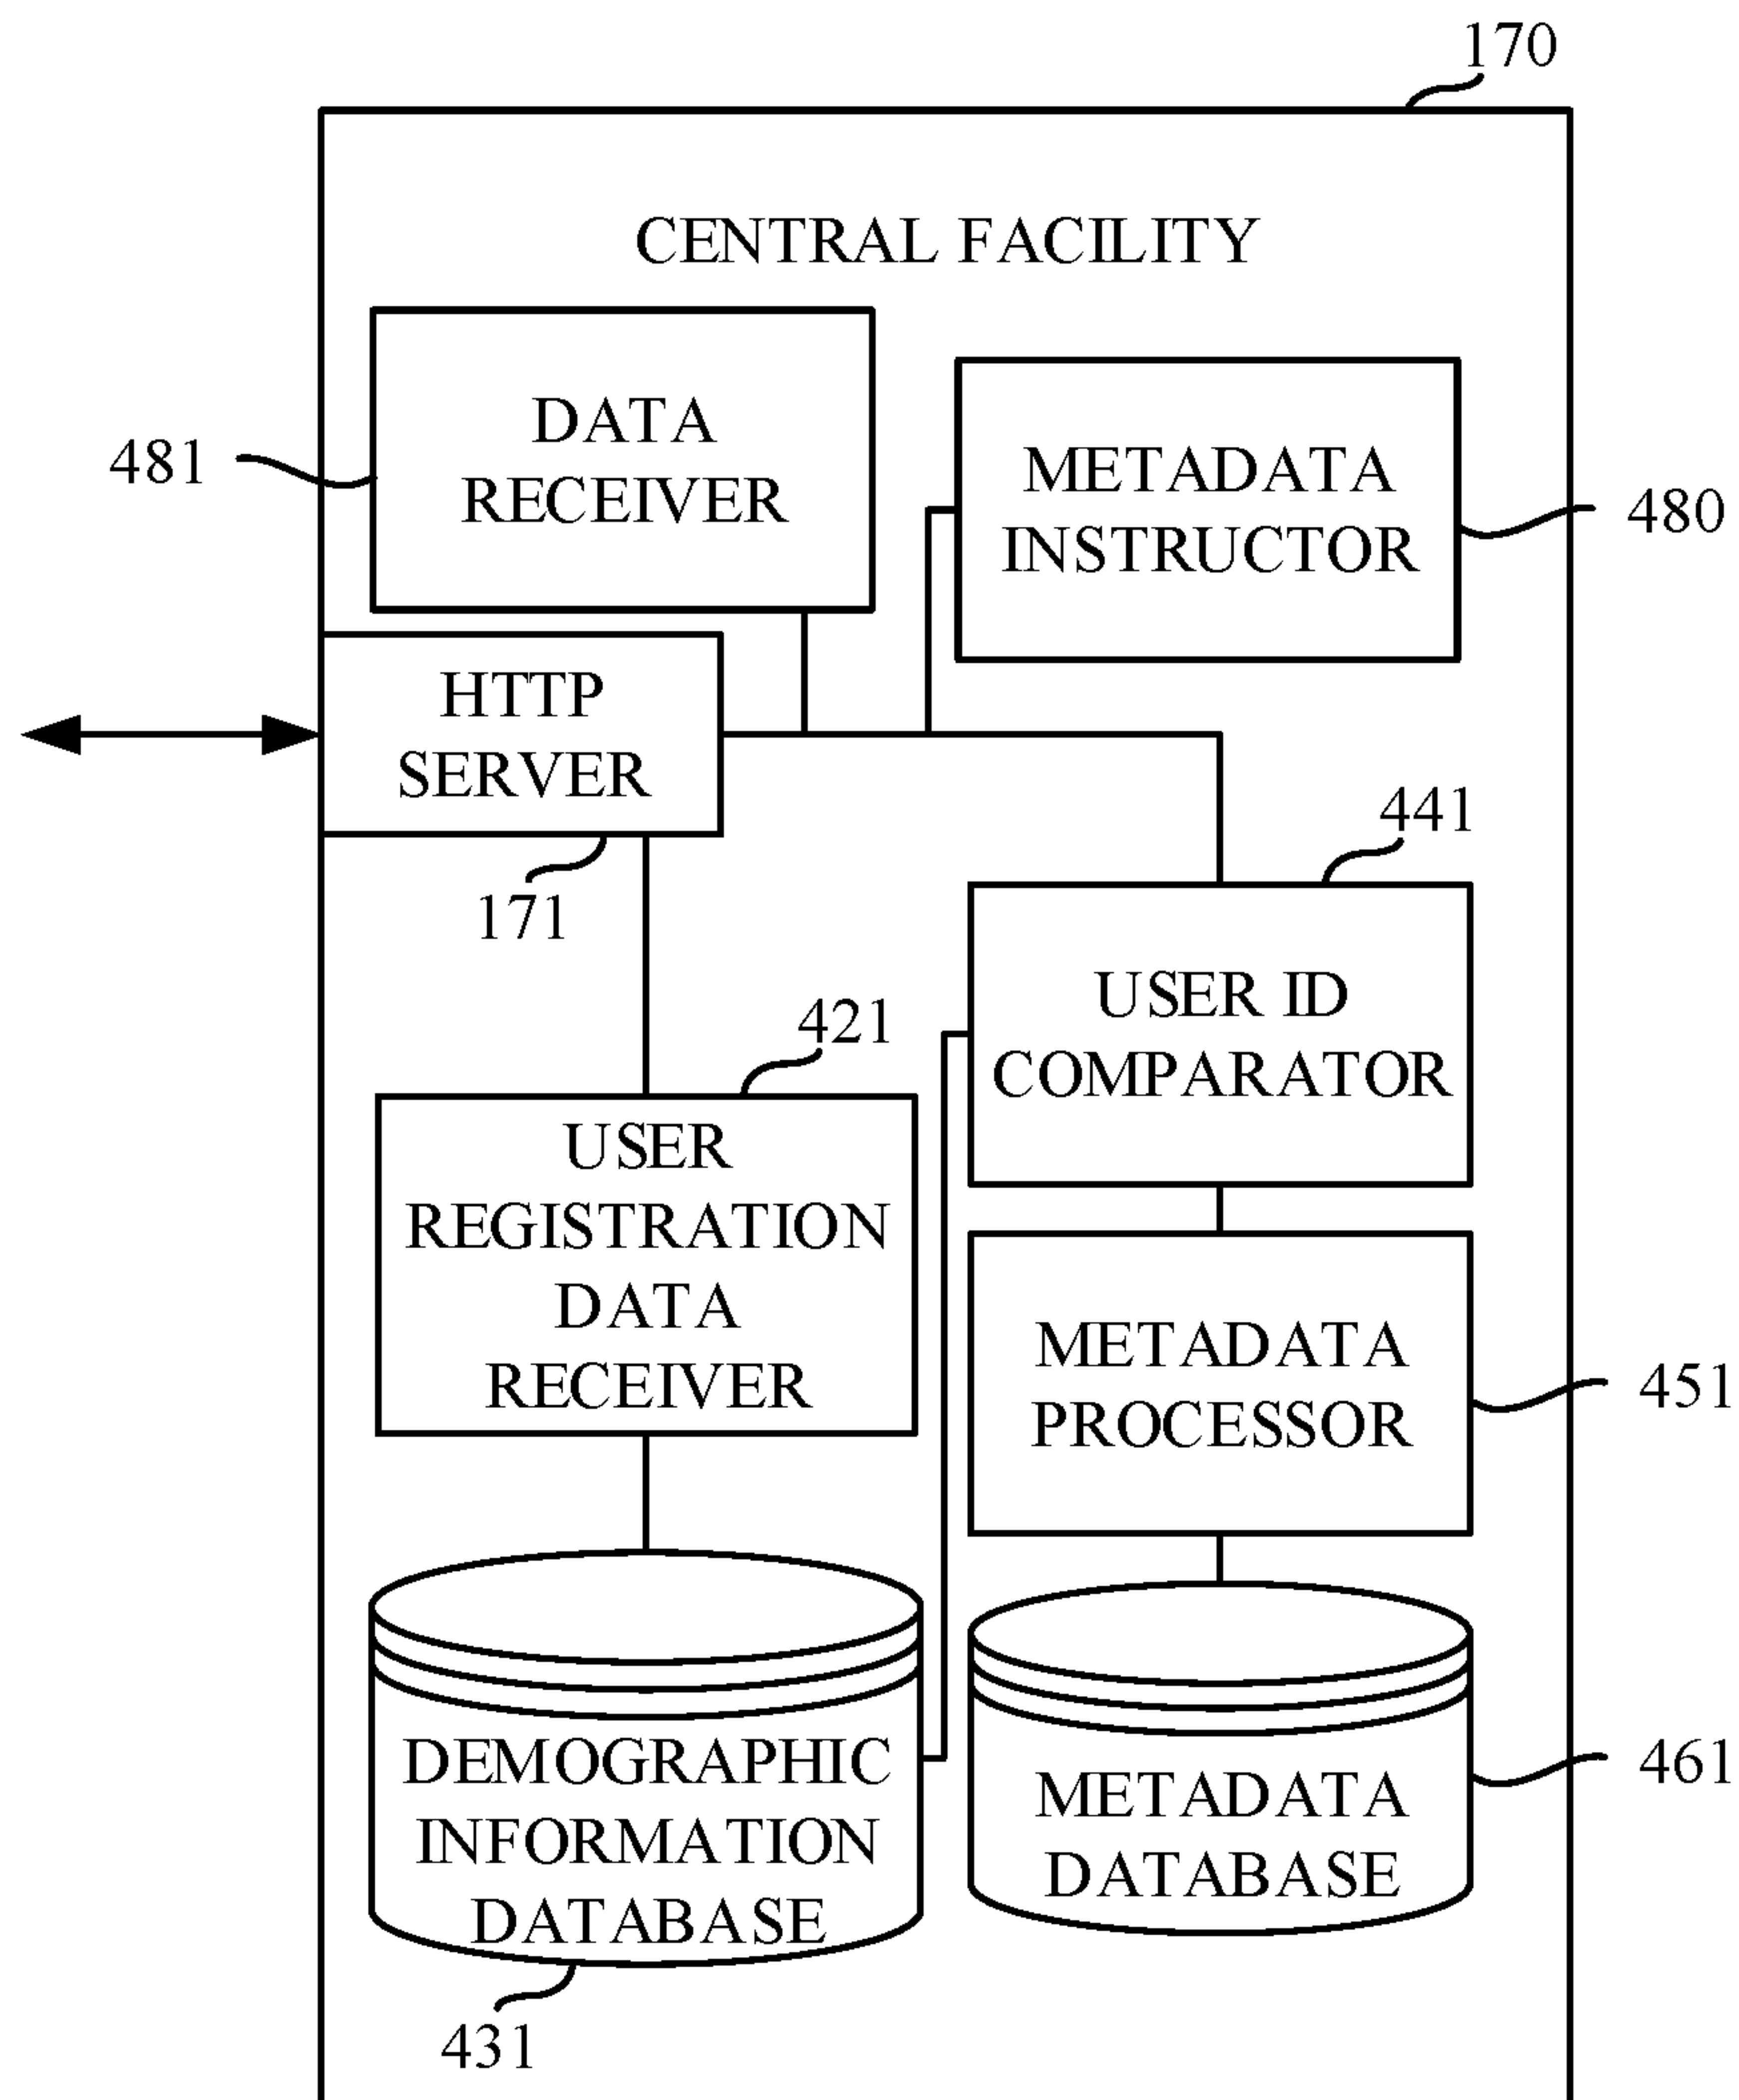 170
CENTRAL FACILITY
DATA
RECEIVER
481
METADATA
INSTRUCTOR
480
HTTP
SERVER
171
441
USER ID
COMPARATOR
421
USER
REGISTRATION
DATA
RECEIVER
METADATA
PROCESSOR
451
DEMOGRAPHIC
INFORMATION
DATABASE
431
METADATA
DATABASE
461